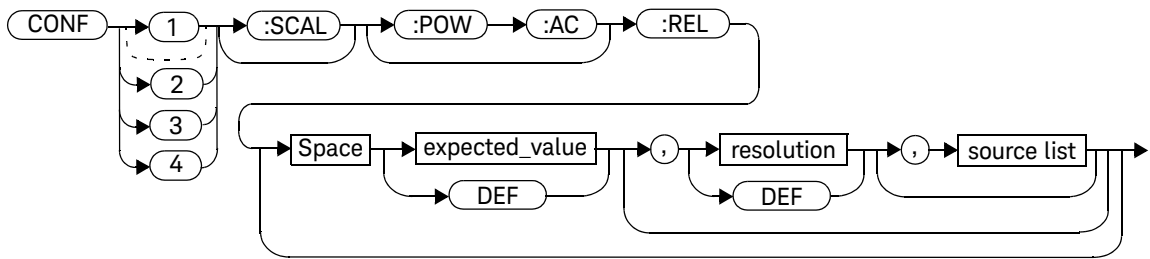 CONF 1 :SCAL :POW :AC :REL
2
3
4
Space expected_value , resolution , source list
DEF DEF